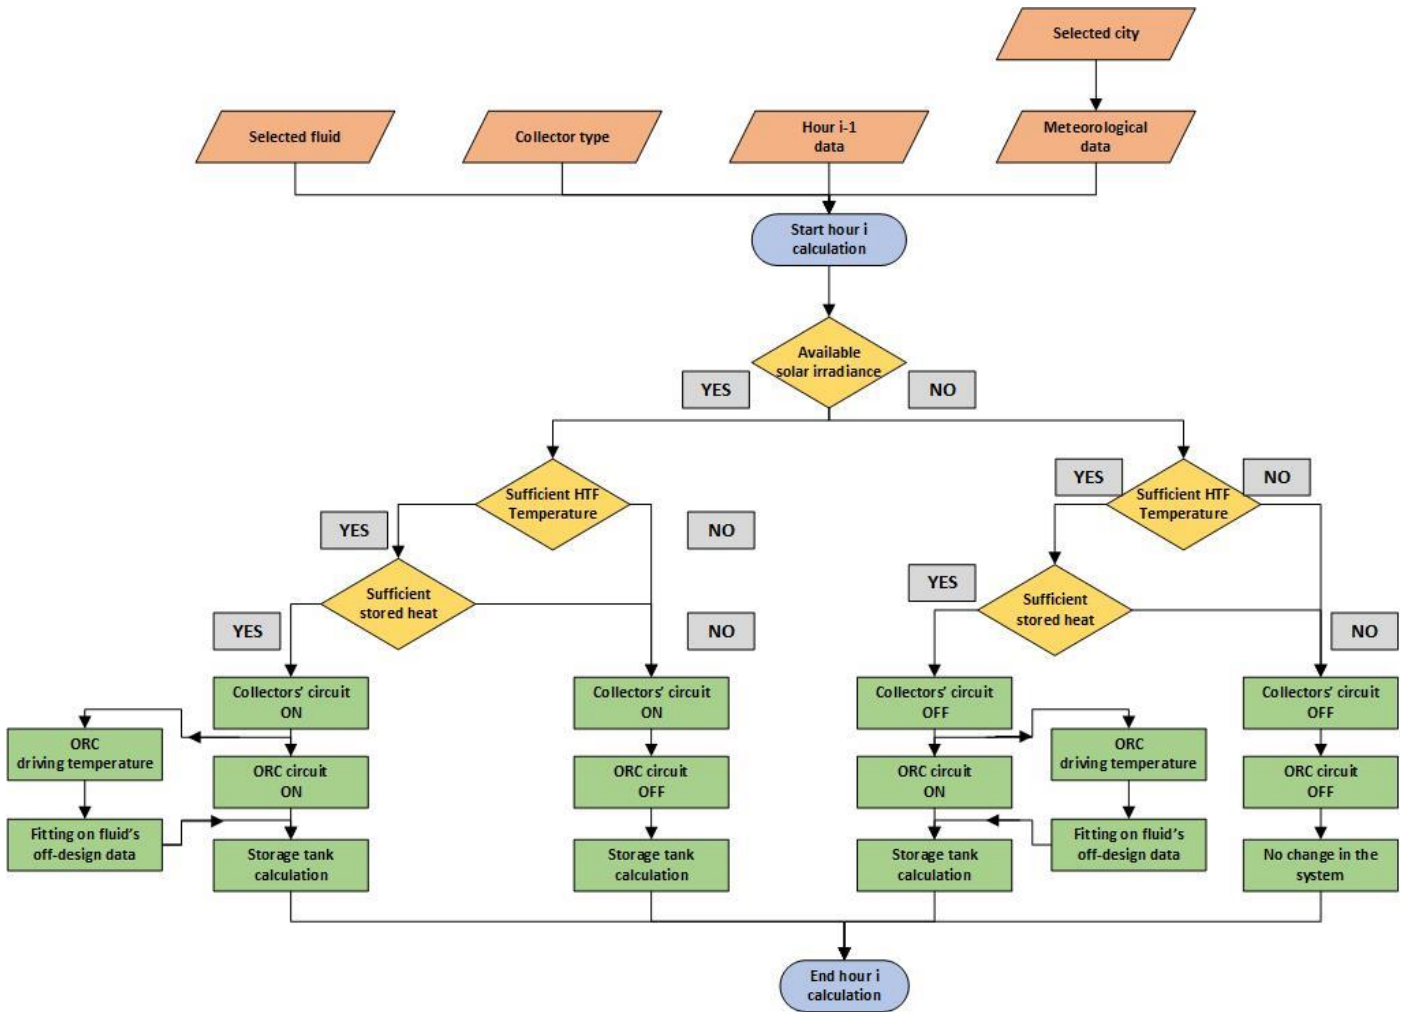 Selected city
Selected fluid
Collector type
Hour i-1
data
Meteorological
data
Start hour i
calculation
Available
solar irradiance
YES
NO
Sufficient HTF
Temperature
YES
NO
Sufficient HTF
Temperature
YES
NO
Sufficient
stored heat
YES
NO
Sufficient
stored heat
YES
NO
Collectors' circuit
ON
Collectors' circuit
ON
Collectors' circuit
OFF
Collectors' circuit
OFF
ORC
driving temperature
ORC circuit
ON
ORC circuit
OFF
ORC circuit
ON
ORC
driving temperature
ORC circuit
OFF
Fitting on fluid's
off-design data
Storage tank
calculation
Storage tank
calculation
Storage tank
calculation
Fitting on fluid's
off-design data
No change in the
system
End hour i
calculation